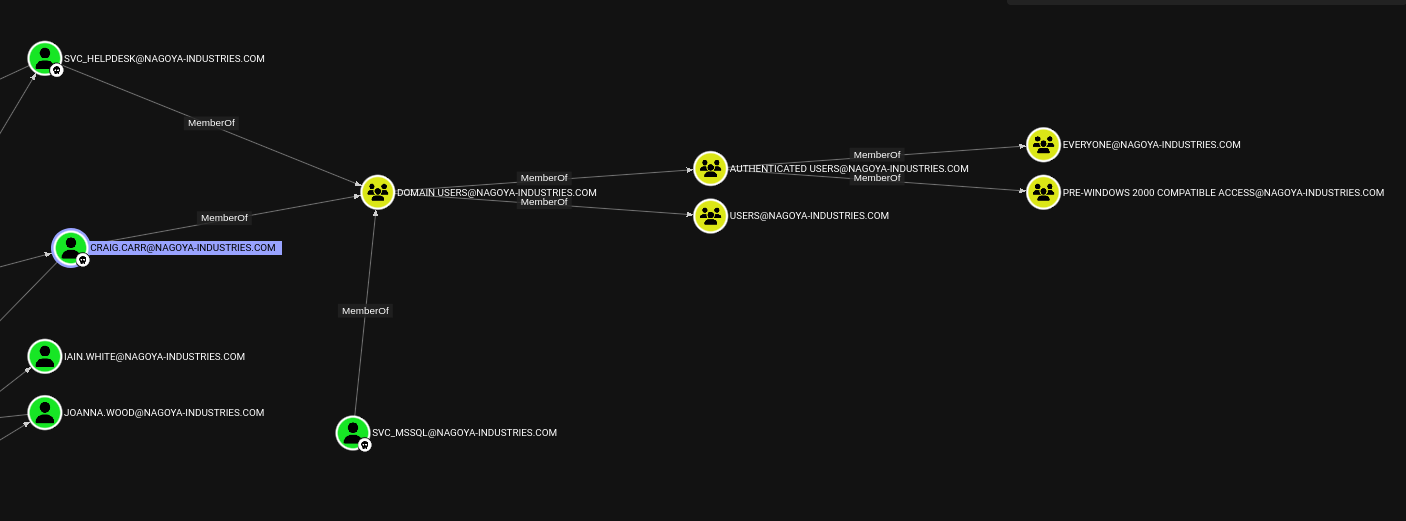 SVC_HELPDESK@NAGOYA-INDUSTRIES.COM
MemberOf
MemberOf
EVERYONE@NAGOYA-INDUSTRIES.COM
AUTHENTICATED USERS@NAGOYA-INDUSTRIES.COM
MemberOf
MemberOf
DOMAIN USERS@NAGOYA-INDUSTRIES.COM
PRE-WINDOWS 2000 COMPATIBLE ACCESS@NAGOYA-INDUSTRIES.COM
MemberOf
MemberOf
USERS@NAGOYA-INDUSTRIES.COM
CRAIG.CARR@NAGOYA-INDUSTRIES.COM
MemberOf
IAIN.WHITE@NAGOYA-INDUSTRIES.COM
JOANNA.WOOD@NAGOYA-INDUSTRIES.COM
SVC_MSSQL@NAGOYA-INDUSTRIES.COM